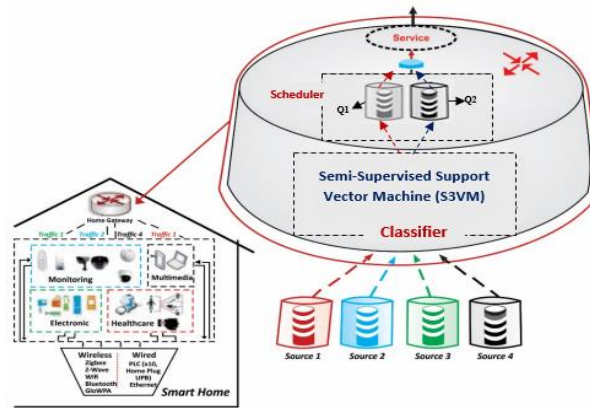 Service
Scheduler
Q1
Q2
Semi-Supervised Support
Vector Machine (S3VM)
Classifier
Home Gateway
Traffic 1
Traffic 2
Traffic 4
Traffic 1
Monitoring
Multimedia
Electronic
Healthcare
Wireless
Zigbee
Z-Wave
Wifi
Bluetooth
GloWPA
Wired
PLC (x10,
Home Plug
UPB)
Ethernet
Smart Home
Source 1
Source 2
Source 3
Source 4